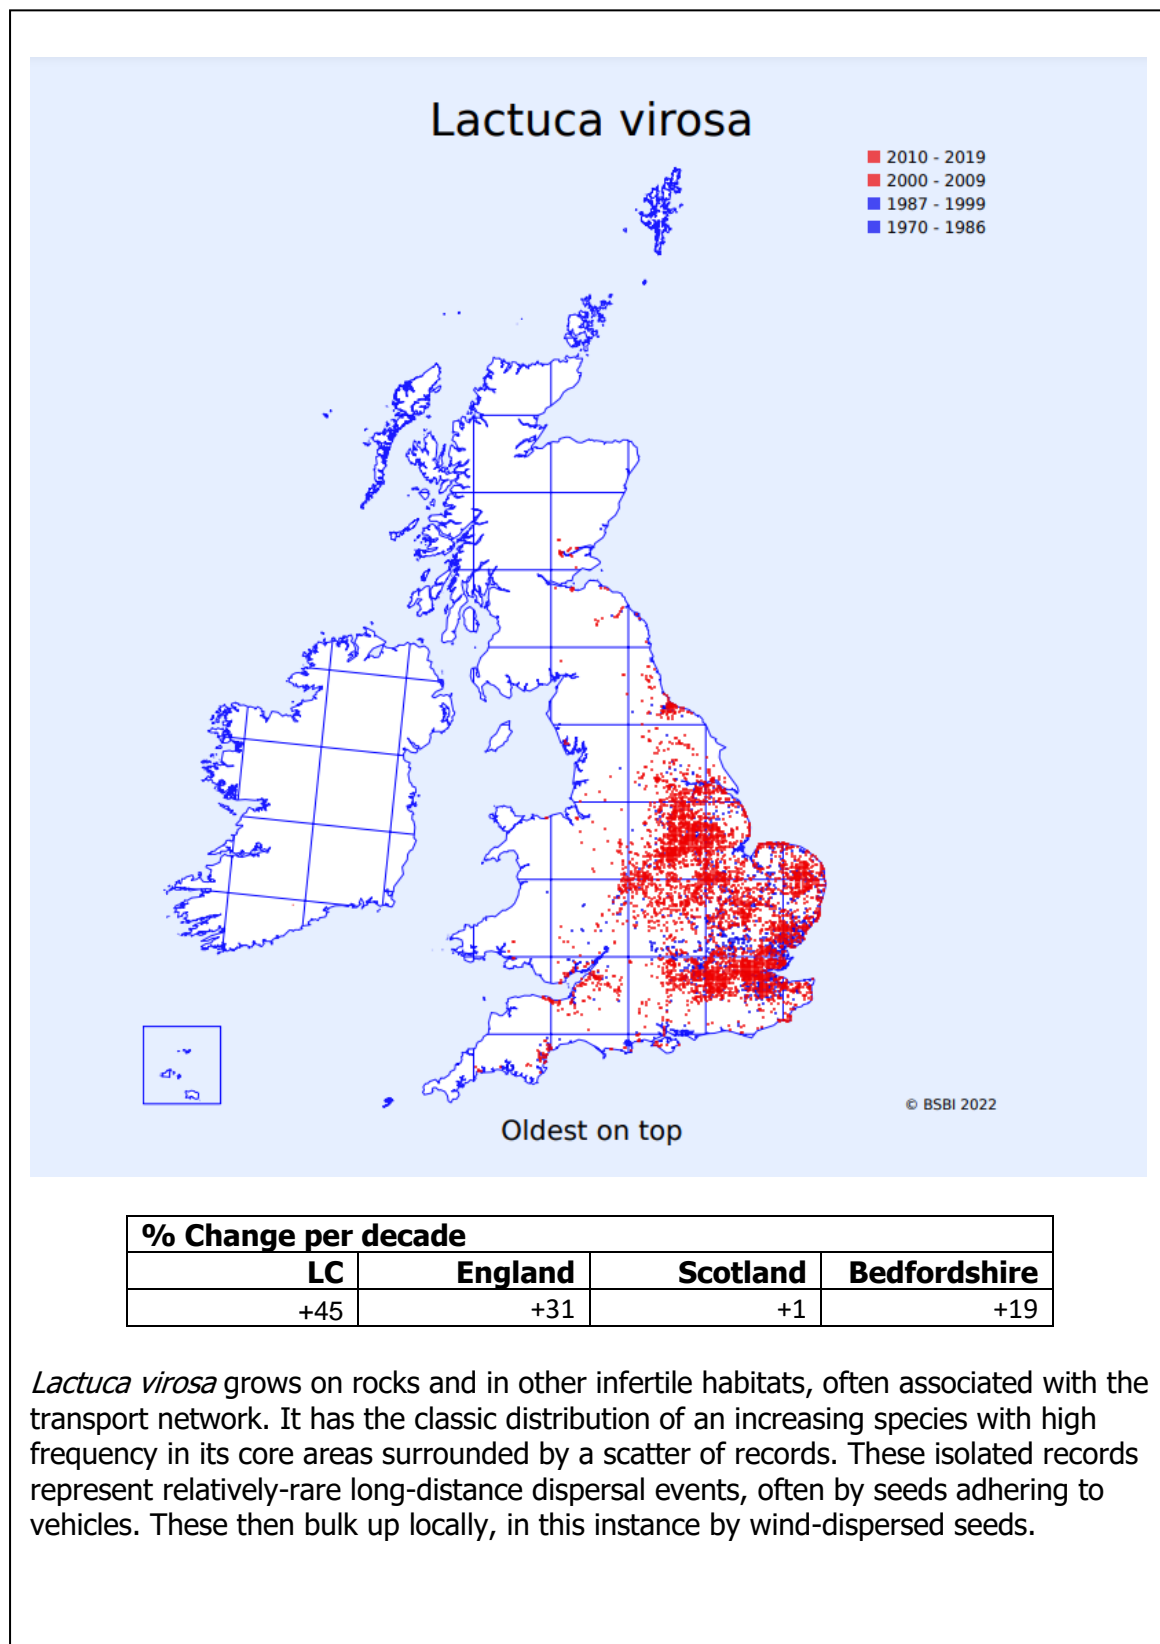 Lactuca virosa
2010 - 2019
2000 - 2009
1987 - 1999
1970 - 1986
© BSBI 2022
Oldest on top
% Change per decade
LC England Scotland Bedfordshire
+45 +31 +1 +19
Lactuca virosa grows on rocks and in other infertile habitats, often associated with the
transport network. It has the classic distribution of an increasing species with high
frequency in its core areas surrounded by a scatter of records. These isolated records
represent relatively-rare long-distance dispersal events, often by seeds adhering to
vehicles. These then bulk up locally, in this instance by wind-dispersed seeds.